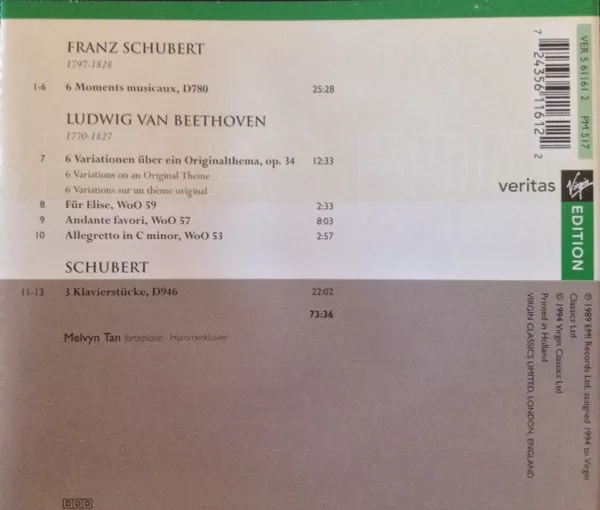 FRANZ SCHUBERT
1797-1828
1-6 6 Moments musicaux, D780 25:28
LUDWIG VAN BEETHOVEN
1770-1827
7 6 Variationen über ein Originalthema, op. 34 12:33
6 Variations on an Original Theme
6 Variations sur un thème original
8 Für Elise, WoO 59 2:33
9 Andante favori, WoO 57 8:03
10 Allegretto in C minor, WoO 53 2:57
SCHUBERT
11-13 3 Klavierstücke, D946 22:02
73:36
Melvyn Tan fortepiano Hammerklavier
DDD
7 24356 11612 2
VER 5 61161 2 PM 517
veritas
Virgin
EDITION
℗ 1989 EMI Records Ltd, assigned 1994 to Virgin
Classics Ltd
© 1994 Virgin Classics Ltd
Printed in Holland
VIRGIN CLASSICS LIMITED, LONDON, ENGLAND